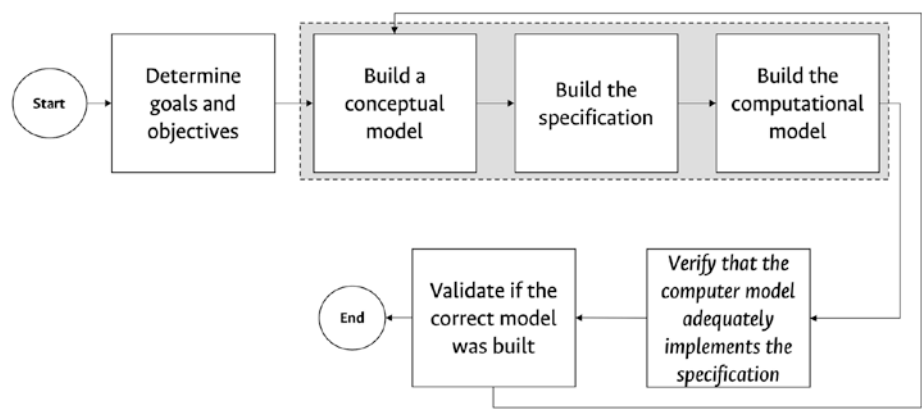 Start
Determine
goals and
objectives
Build a
conceptual
model
Build the
specification
Build the
computational
model
Verify that the
computer model
adequately
implements the
specification
Validate if the
correct model
was built
End